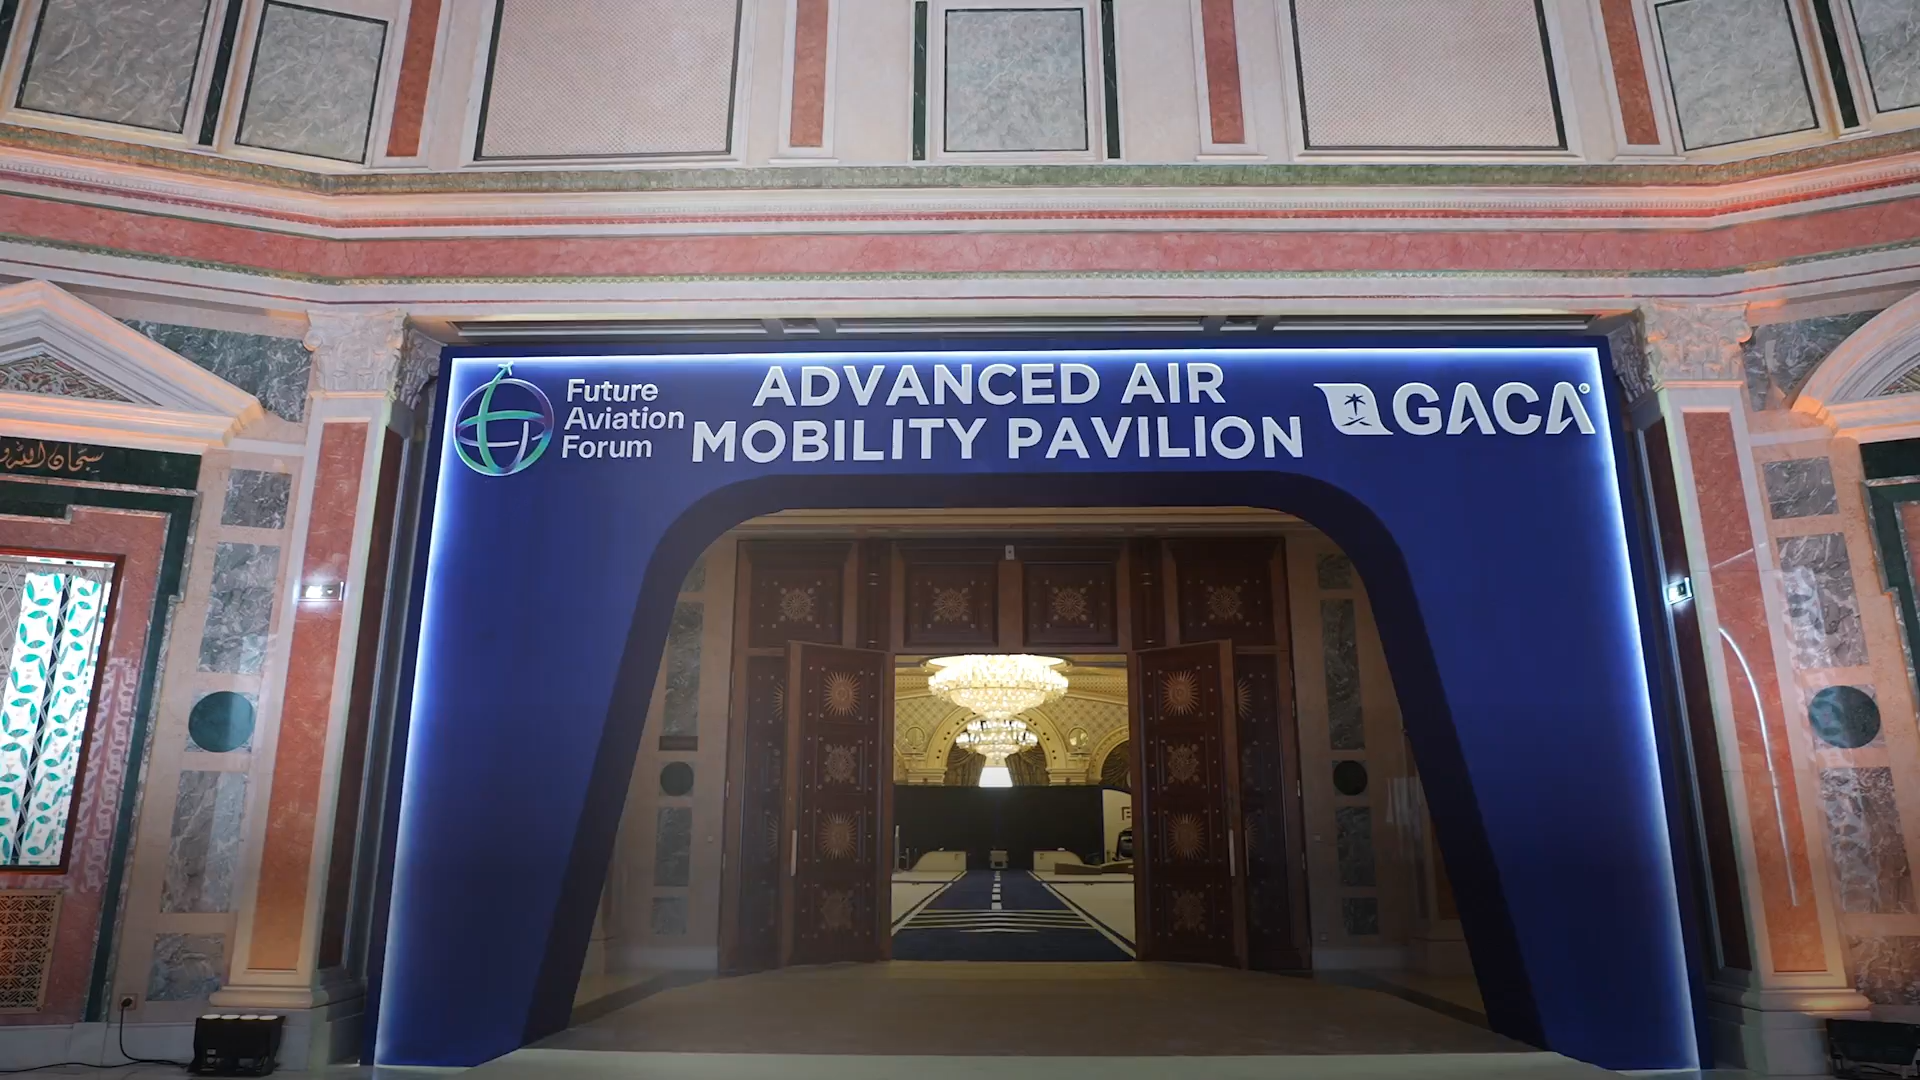 Future
Aviation
Forum
ADVANCED AIR
MOBILITY PAVILION
GACA